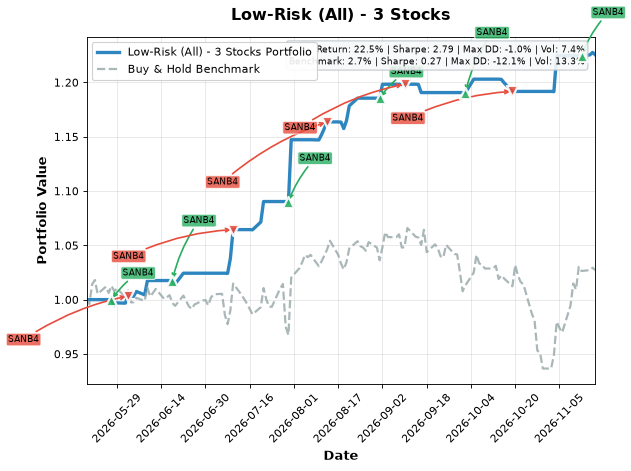 Low-Risk (All) - 3 Stocks
SANB4
SANB4
Low-Risk (All) - 3 Stocks Portfolio
Buy & Hold Benchmark
Return: 22.5% | Sharpe: 2.79 | Max DD: -1.0% | Vol: 7.4%
Benchmark: 2.7% | Sharpe: 0.27 | Max DD: -12.1% | Vol: 13.3%
SANB4
SANB4
SANB4
SANB4
SANB4
SANB4
SANB4
SANB4
SANB4
Portfolio Value
1.20
1.15
1.10
1.05
1.00
0.95
2026-05-29
2026-06-14
2026-06-30
2026-07-16
2026-08-01
2026-08-17
2026-09-02
2026-09-18
2026-10-04
2026-10-20
2026-11-05
Date